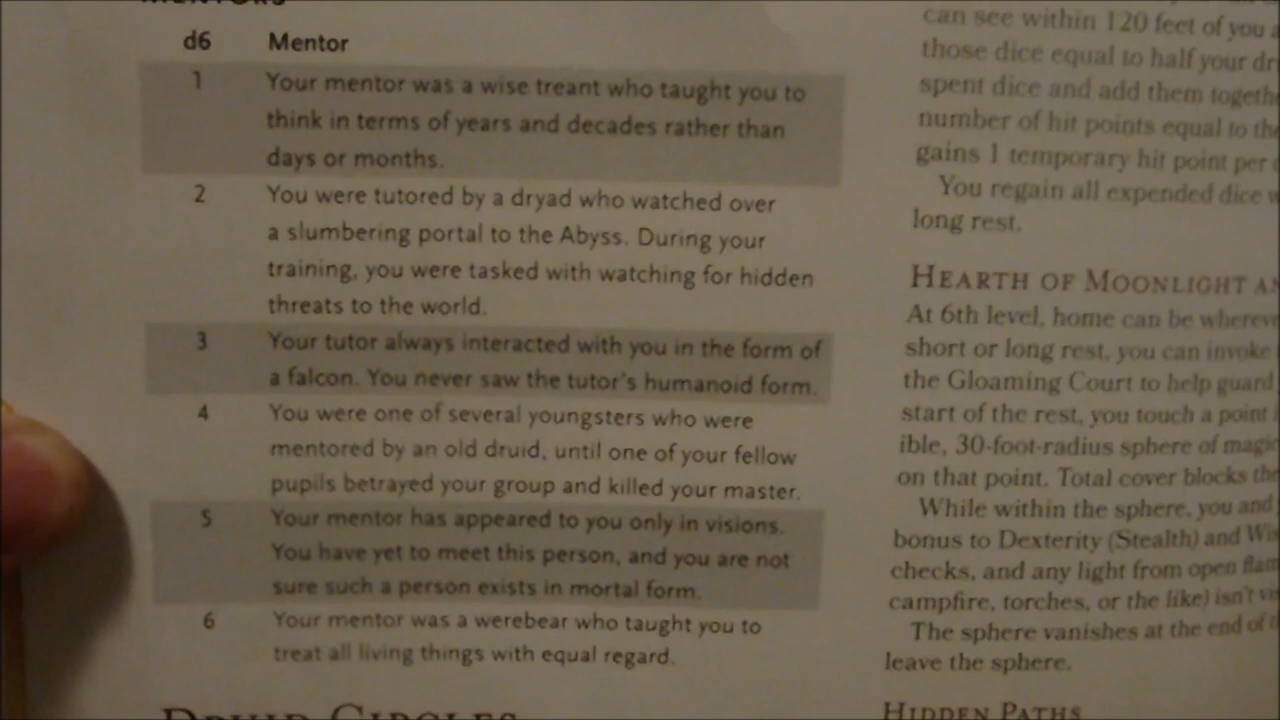 MENTORS
d6 Mentor
1 Your mentor was a wise treant who taught you to
think in terms of years and decades rather than
days or months.
2 You were tutored by a dryad who watched over
a slumbering portal to the Abyss. During your
training, you were tasked with watching for hidden
threats to the world.
3 Your tutor always interacted with you in the form of
a falcon. You never saw the tutor's humanoid form.
4 You were one of several youngsters who were
mentored by an old druid, until one of your fellow
pupils betrayed your group and killed your master.
5 Your mentor has appeared to you only in visions.
You have yet to meet this person, and you are not
sure such a person exists in mortal form.
6 Your mentor was a werebear who taught you to
treat all living things with equal regard.
DRUID CIRCLES
can see within 120 feet of you
those dice equal to half your
spent dice and add them
number of hit points equal to
gains 1 temporary hit point per
You regain all expended dice
long rest.
HEARTH OF MOONLIGHT
At 6th level, home can be
short or long rest, you can invoke
the Gloaming Court to help guard
start of the rest, you touch a point
ible, 30-foot-radius sphere of
on that point. Total cover blocks
While within the sphere, you and
bonus to Dexterity (Stealth) and
checks, and any light from open
campfire, torches, or the like) isn't
The sphere vanishes at the end of
leave the sphere.
HIDDEN PATHS